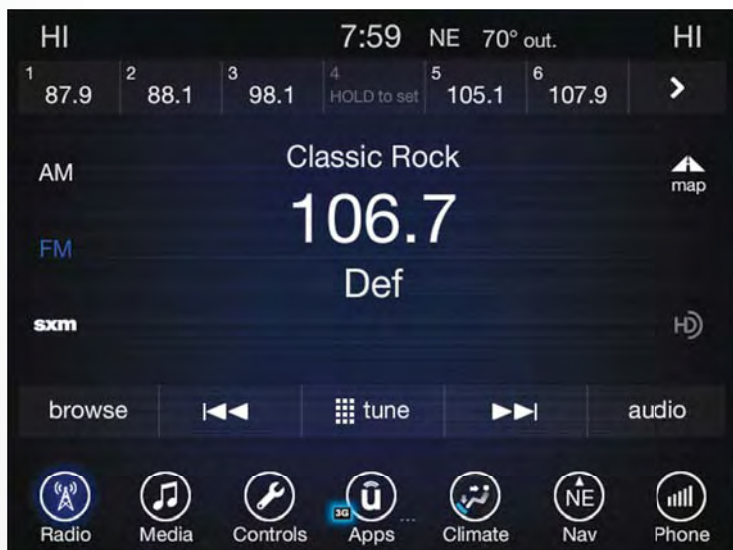 HI 7:59 NE 70° out. HI
1 87.9 2 88.1 3 98.1 4 HOLD to set 5 105.1 6 107.9
Classic Rock
AM
map
106.7
FM
Def
sxm
HD
browse tune audio
3G û ...
NE
Radio Media Controls Apps Climate Nav Phone